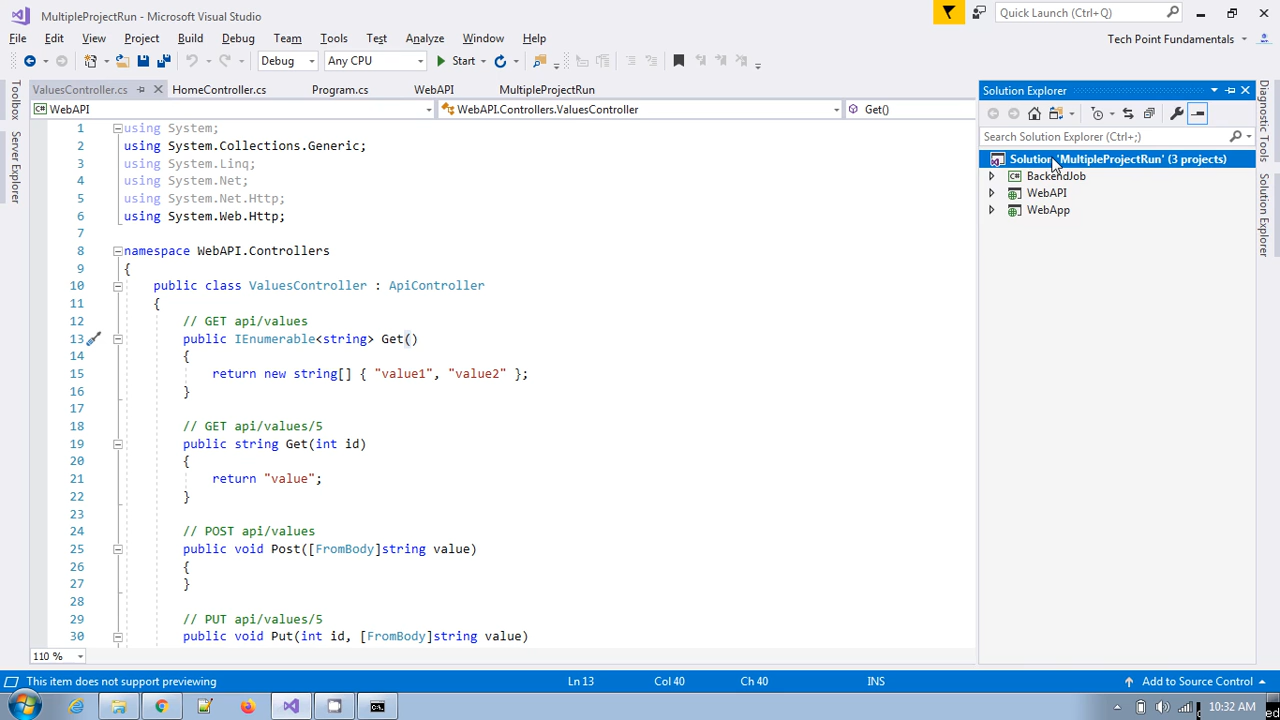 MultipleProjectRun - Microsoft Visual Studio
Quick Launch (Ctrl+Q)
File Edit View Project Build Debug Team Tools Test Analyze Window Help
Tech Point Fundamentals
Debug Any CPU Start
ValuesController.cs HomeController.cs Program.cs WebAPI MultipleProjectRun
WebAPI WebAPI.Controllers.ValuesController Get()
Toolbox
Server Explorer
1 using System;
2 using System.Collections.Generic;
3 using System.Linq;
4 using System.Net;
5 using System.Net.Http;
6 using System.Web.Http;
7
8 namespace WebAPI.Controllers
9 {
10 public class ValuesController : ApiController
11 {
12 // GET api/values
13 public IEnumerable<string> Get()
14 {
15 return new string[] { "value1", "value2" };
16 }
17
18 // GET api/values/5
19 public string Get(int id)
20 {
21 return "value";
22 }
23
24 // POST api/values
25 public void Post([FromBody]string value)
26 {
27 }
28
29 // PUT api/values/5
30 public void Put(int id, [FromBody]string value)
110 %
Solution Explorer
Search Solution Explorer (Ctrl+;)
Solution 'MultipleProjectRun' (3 projects)
BackendJob
WebAPI
WebApp
Diagnostic Tools
Solution Explorer
This item does not support previewing Ln 13 Col 40 Ch 40 INS Add to Source Control
10:32 AM